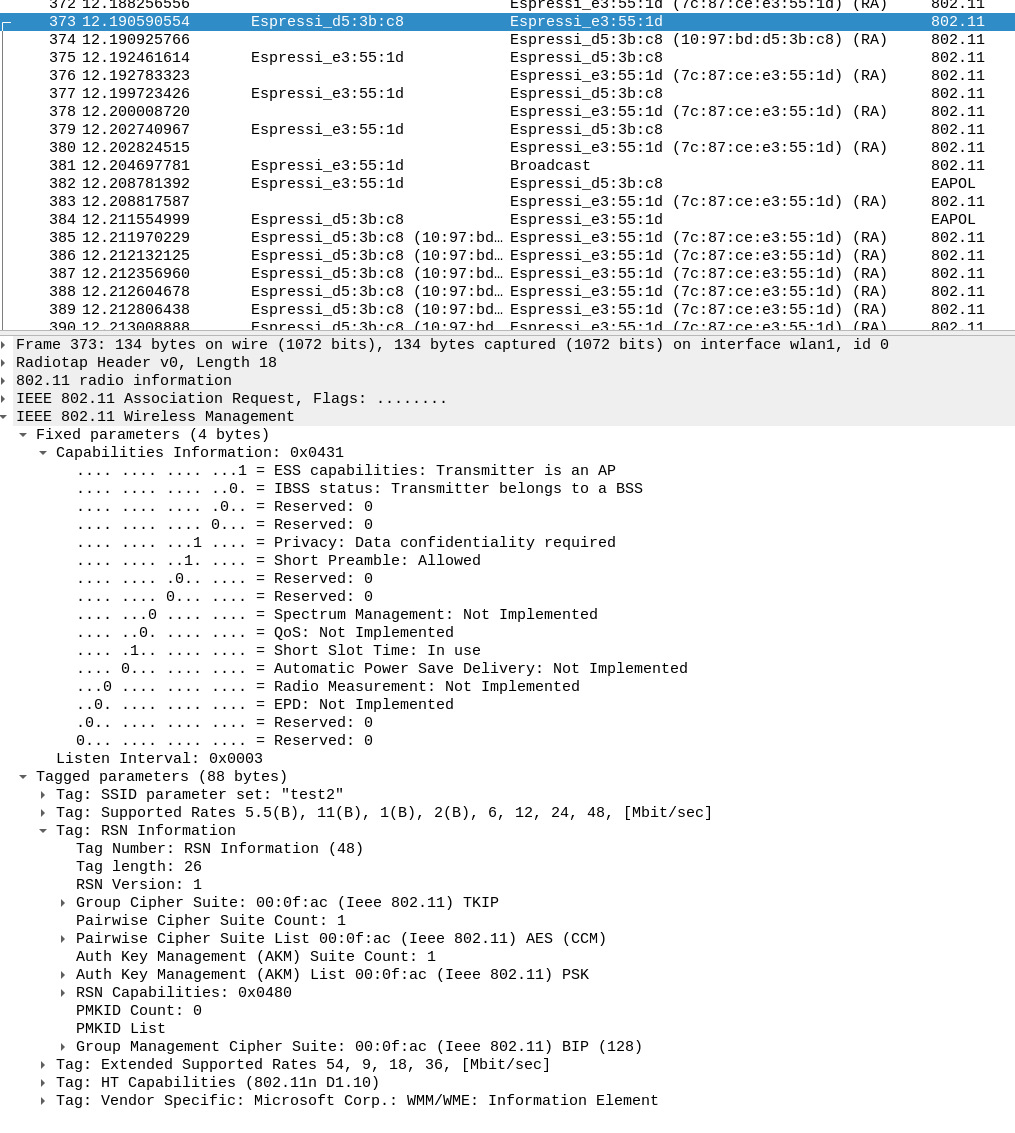 372 12.188256556 Espressi_e3:55:1d (7c:87:ce:e3:55:1d) (RA) 802.11
373 12.190590554 Espressi_d5:3b:c8 Espressi_e3:55:1d 802.11
374 12.190925766 Espressi_d5:3b:c8 (10:97:bd:d5:3b:c8) (RA) 802.11
375 12.192461614 Espressi_e3:55:1d Espressi_d5:3b:c8 802.11
376 12.192783323 Espressi_e3:55:1d (7c:87:ce:e3:55:1d) (RA) 802.11
377 12.199723426 Espressi_e3:55:1d Espressi_d5:3b:c8 802.11
378 12.200008720 Espressi_e3:55:1d (7c:87:ce:e3:55:1d) (RA) 802.11
379 12.202740967 Espressi_e3:55:1d Espressi_d5:3b:c8 802.11
380 12.202824515 Espressi_e3:55:1d (7c:87:ce:e3:55:1d) (RA) 802.11
381 12.204697781 Espressi_e3:55:1d Broadcast 802.11
382 12.208781392 Espressi_e3:55:1d Espressi_d5:3b:c8 EAPOL
383 12.208817587 Espressi_e3:55:1d (7c:87:ce:e3:55:1d) (RA) 802.11
384 12.211554999 Espressi_d5:3b:c8 Espressi_e3:55:1d EAPOL
385 12.211970229 Espressi_d5:3b:c8 (10:97:bd… Espressi_e3:55:1d (7c:87:ce:e3:55:1d) (RA) 802.11
386 12.212132125 Espressi_d5:3b:c8 (10:97:bd… Espressi_e3:55:1d (7c:87:ce:e3:55:1d) (RA) 802.11
387 12.212356960 Espressi_d5:3b:c8 (10:97:bd… Espressi_e3:55:1d (7c:87:ce:e3:55:1d) (RA) 802.11
388 12.212604678 Espressi_d5:3b:c8 (10:97:bd… Espressi_e3:55:1d (7c:87:ce:e3:55:1d) (RA) 802.11
389 12.212806438 Espressi_d5:3b:c8 (10:97:bd… Espressi_e3:55:1d (7c:87:ce:e3:55:1d) (RA) 802.11
390 12.213008888 Espressi_d5:3b:c8 (10:97:bd… Espressi_e3:55:1d (7c:87:ce:e3:55:1d) (RA) 802.11
Frame 373: 134 bytes on wire (1072 bits), 134 bytes captured (1072 bits) on interface wlan1, id 0
Radiotap Header v0, Length 18
802.11 radio information
IEEE 802.11 Association Request, Flags: ........
IEEE 802.11 Wireless Management
Fixed parameters (4 bytes)
Capabilities Information: 0x0431
.... .... .... ...1 = ESS capabilities: Transmitter is an AP
.... .... .... ..0. = IBSS status: Transmitter belongs to a BSS
.... .... .... .0.. = Reserved: 0
.... .... .... 0... = Reserved: 0
.... .... ...1 .... = Privacy: Data confidentiality required
.... .... ..1. .... = Short Preamble: Allowed
.... .... .0.. .... = Reserved: 0
.... .... 0... .... = Reserved: 0
.... ...0 .... .... = Spectrum Management: Not Implemented
.... ..0. .... .... = QoS: Not Implemented
.... .1.. .... .... = Short Slot Time: In use
.... 0... .... .... = Automatic Power Save Delivery: Not Implemented
...0 .... .... .... = Radio Measurement: Not Implemented
..0. .... .... .... = EPD: Not Implemented
.0.. .... .... .... = Reserved: 0
0... .... .... .... = Reserved: 0
Listen Interval: 0x0003
Tagged parameters (88 bytes)
Tag: SSID parameter set: "test2"
Tag: Supported Rates 5.5(B), 11(B), 1(B), 2(B), 6, 12, 24, 48, [Mbit/sec]
Tag: RSN Information
Tag Number: RSN Information (48)
Tag length: 26
RSN Version: 1
Group Cipher Suite: 00:0f:ac (Ieee 802.11) TKIP
Pairwise Cipher Suite Count: 1
Pairwise Cipher Suite List 00:0f:ac (Ieee 802.11) AES (CCM)
Auth Key Management (AKM) Suite Count: 1
Auth Key Management (AKM) List 00:0f:ac (Ieee 802.11) PSK
RSN Capabilities: 0x0480
PMKID Count: 0
PMKID List
Group Management Cipher Suite: 00:0f:ac (Ieee 802.11) BIP (128)
Tag: Extended Supported Rates 54, 9, 18, 36, [Mbit/sec]
Tag: HT Capabilities (802.11n D1.10)
Tag: Vendor Specific: Microsoft Corp.: WMM/WME: Information Element